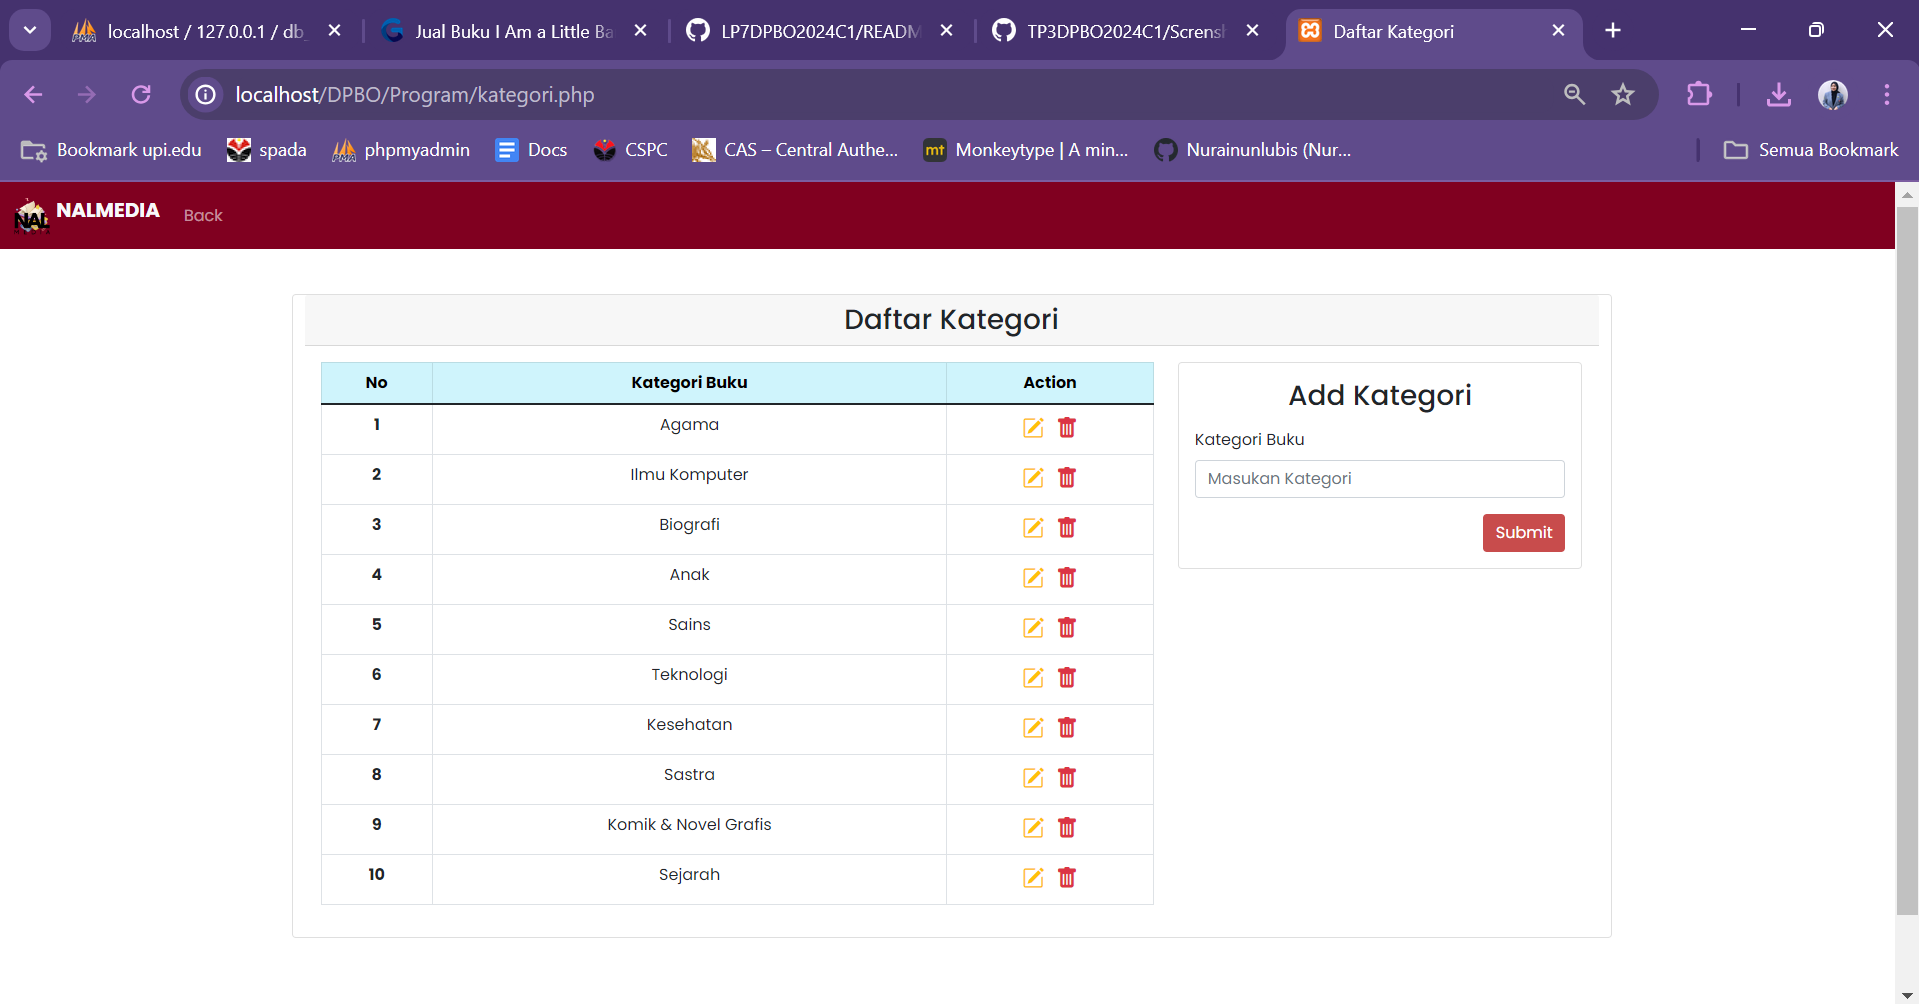 localhost / 127.0.0.1 / db_
Jual Buku I Am a Little Ba
LP7DPBO2024C1/READM
TP3DPBO2024C1/Scrensh
Daftar Kategori
localhost/DPBO/Program/kategori.php
Bookmark upi.edu
spada
phpmyadmin
Docs
CSPC
CAS – Central Authe...
mt
Monkeytype | A min...
Nurainunlubis (Nur...
Semua Bookmark
NAL
NALMEDIA
Back
Daftar Kategori
No Kategori Buku Action
1 Agama
2 Ilmu Komputer
3 Biografi
4 Anak
5 Sains
6 Teknologi
7 Kesehatan
8 Sastra
9 Komik & Novel Grafis
10 Sejarah
Add Kategori
Kategori Buku
Masukan Kategori
Submit